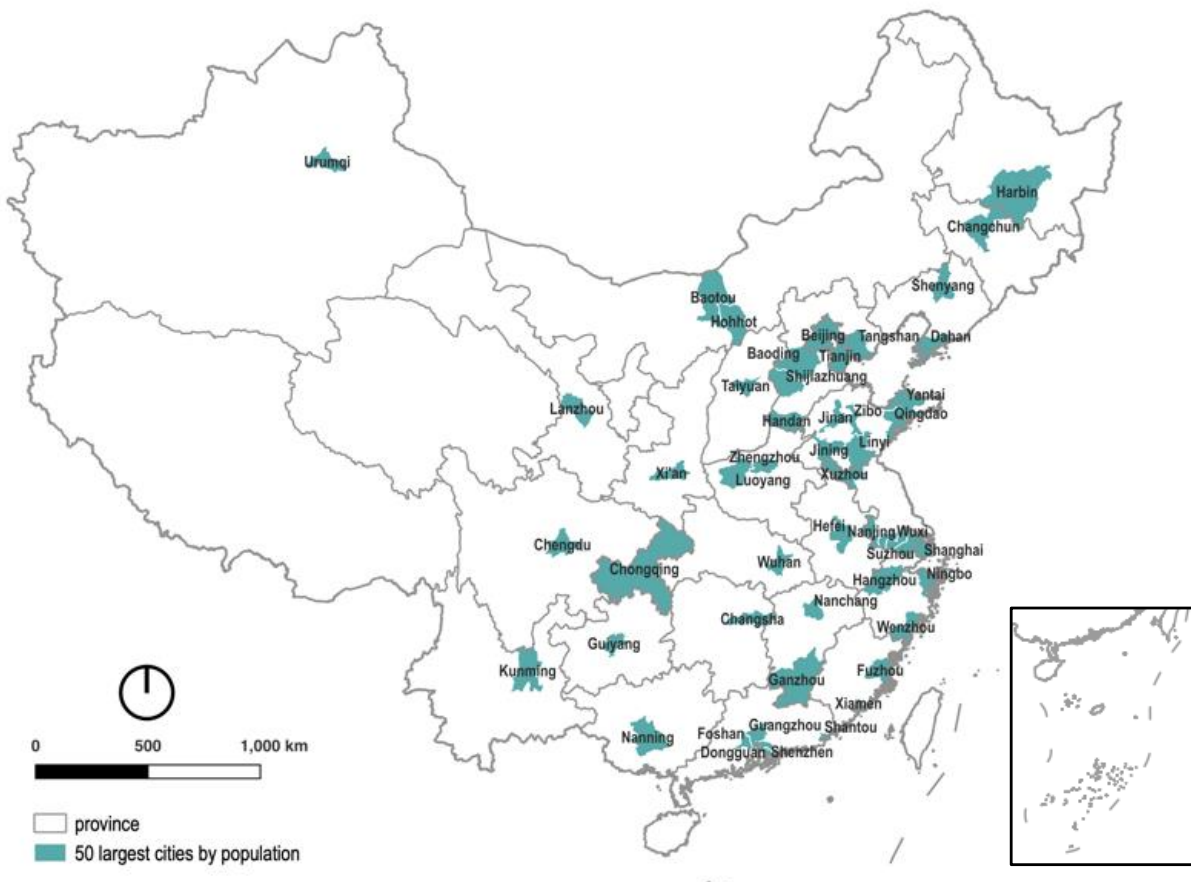 Urumqi
Harbin
Changchun
Shenyang
Baotou
Hohhot
Beijing
Tangshan
Dahan
Baoding
Tianjin
Taiyuan
Shijiazhuang
Yantai
Lanzhou
Handan
Jinan
Zibo
Qingdao
Linyi
Jining
Zhengzhou
Xi'an
Luoyang
Xuzhou
Hefei
Nanjing
Wuxi
Chengdu
Suzhou
Shanghai
Chongqing
Wuhan
Hangzhou
Ningbo
Nanchang
Changsha
Wenzhou
Guiyang
Kunming
Ganzhou
Fuzhou
Xiamen
Nanning
Foshan
Guangzhou
Shantou
Dongguan
Shenzhen
0 500 1,000 km
province
50 largest cities by population